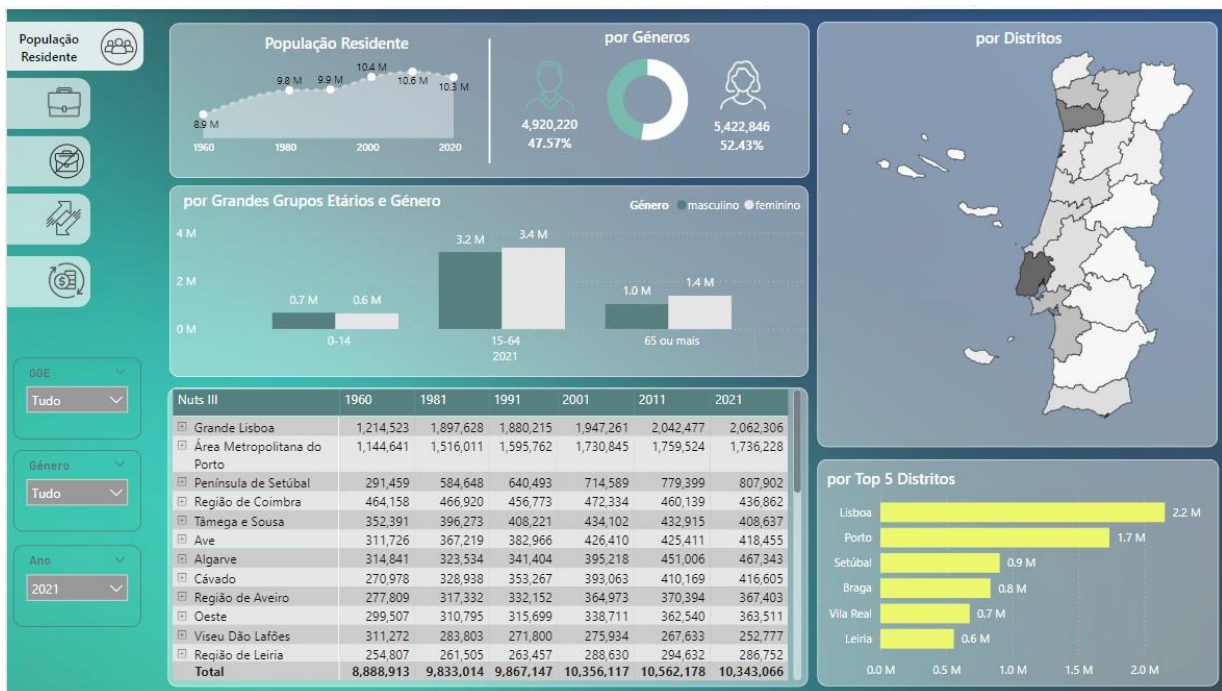 População
Residente
GGE
Tudo
Género
Tudo
Ano
2021
População Residente
8.9 M
9.8 M
9.9 M
10.4 M
10.6 M
10.3 M
1960 1980 2000 2020
por Géneros
4,920,220
47.57%
5,422,846
52.43%
por Grandes Grupos Etários e Género
Género masculino feminino
4 M
2 M
0 M
0.7 M 0.6 M
3.2 M 3.4 M
1.0 M 1.4 M
0-14 15-64 65 ou mais
2021
Nuts III 1960 1981 1991 2001 2011 2021
Grande Lisboa 1,214,523 1,897,628 1,880,215 1,947,261 2,042,477 2,062,306
Área Metropolitana do 1,144,641 1,516,011 1,595,762 1,730,845 1,759,524 1,736,228
Porto
Península de Setúbal 291,459 584,648 640,493 714,589 779,399 807,902
Região de Coimbra 464,158 466,920 456,773 472,334 460,139 436,862
Tâmega e Sousa 352,391 396,273 408,221 434,102 432,915 408,637
Ave 311,726 367,219 382,966 426,410 425,411 418,455
Algarve 314,841 323,534 341,404 395,218 451,006 467,343
Cávado 270,978 328,938 353,267 393,063 410,169 416,605
Região de Aveiro 277,809 317,332 332,152 364,973 370,394 367,403
Oeste 299,507 310,795 315,699 338,711 362,540 363,511
Viseu Dão Lafões 311,272 283,803 271,800 275,934 267,633 252,777
Região de Leiria 254,807 261,505 263,457 288,630 294,632 286,752
Total 8,888,913 9,833,014 9,867,147 10,356,117 10,562,178 10,343,066
por Distritos
por Top 5 Distritos
Lisboa 2.2 M
Porto 1.7 M
Setúbal 0.9 M
Braga 0.8 M
Vila Real 0.7 M
Leiria 0.6 M
0.0 M 0.5 M 1.0 M 1.5 M 2.0 M